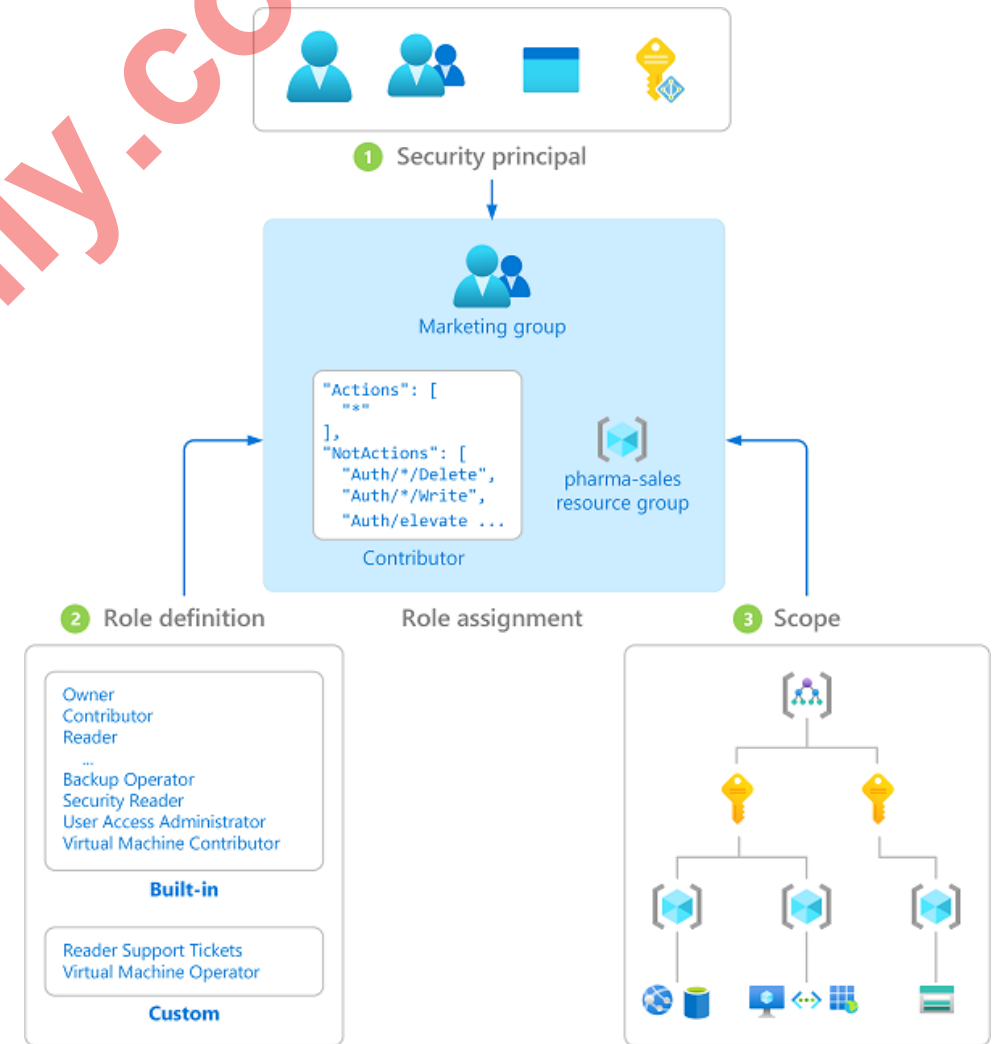 1 Security principal
Marketing group
"Actions": [
"*"
],
"NotActions": [
"Auth/*/Delete",
"Auth/*/Write",
"Auth/elevate ...
Contributor
pharma-sales
resource group
2 Role definition
Role assignment
3 Scope
Owner
Contributor
Reader
...
Backup Operator
Security Reader
User Access Administrator
Virtual Machine Contributor
Built-in
Reader Support Tickets
Virtual Machine Operator
Custom
ly.co